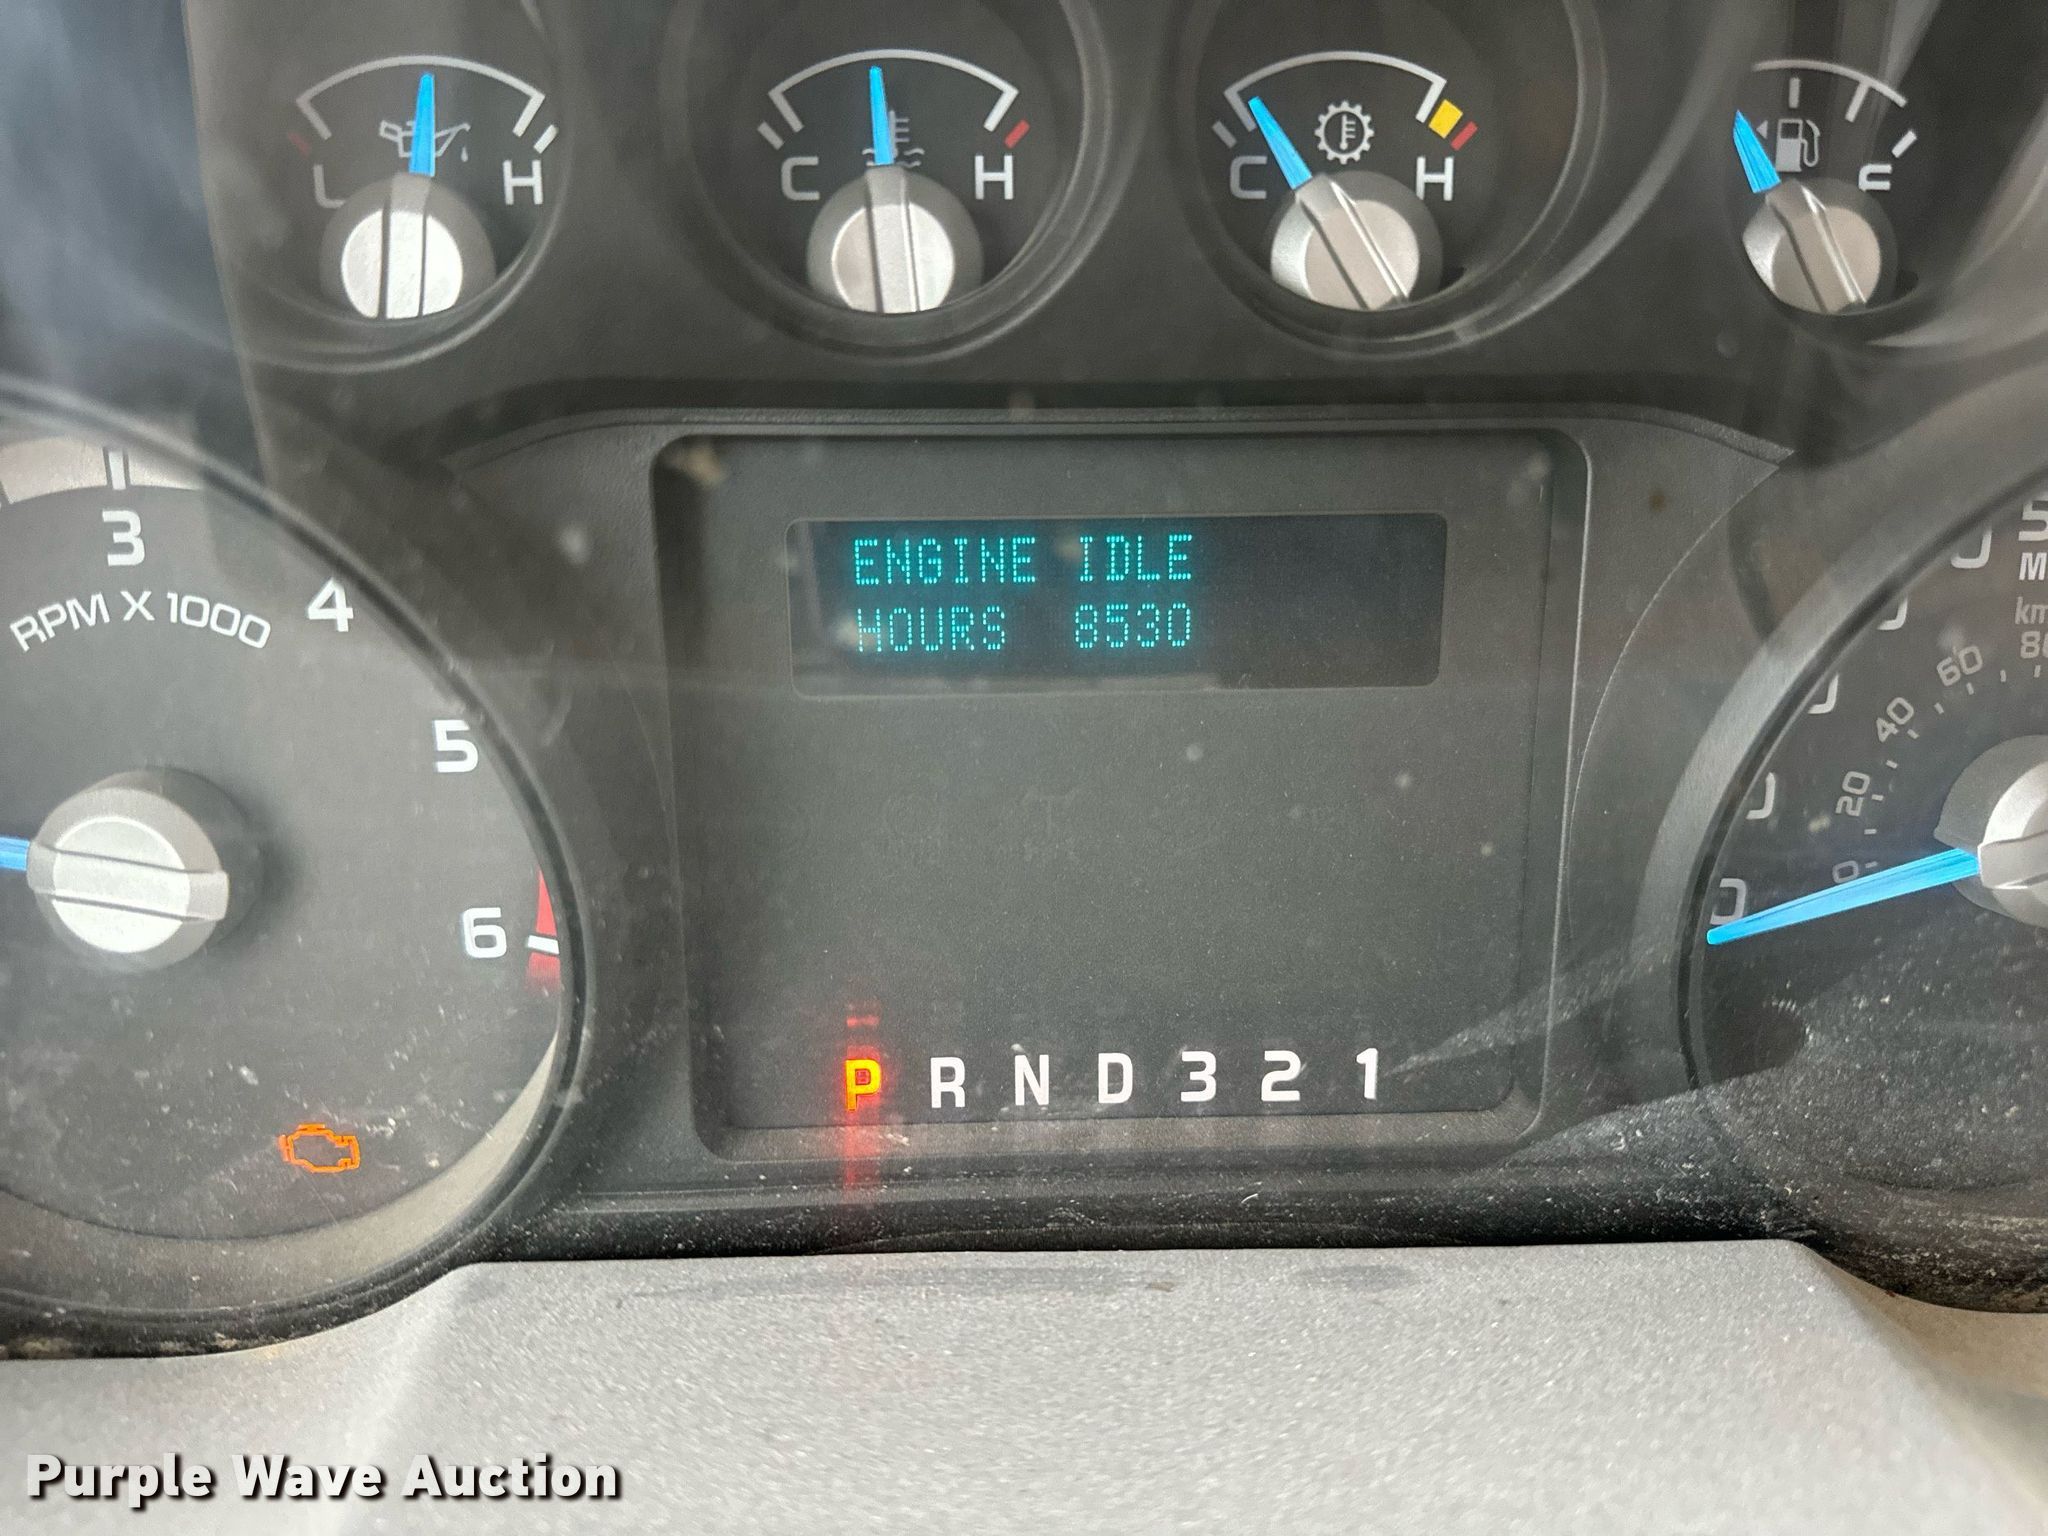 L H
C H
C H
F
ENGINE IDLE
HOURS 8530
3
4
5
6
RPM X 1000
60
40
20
0
P R N D 3 2 1
Purple Wave Auction